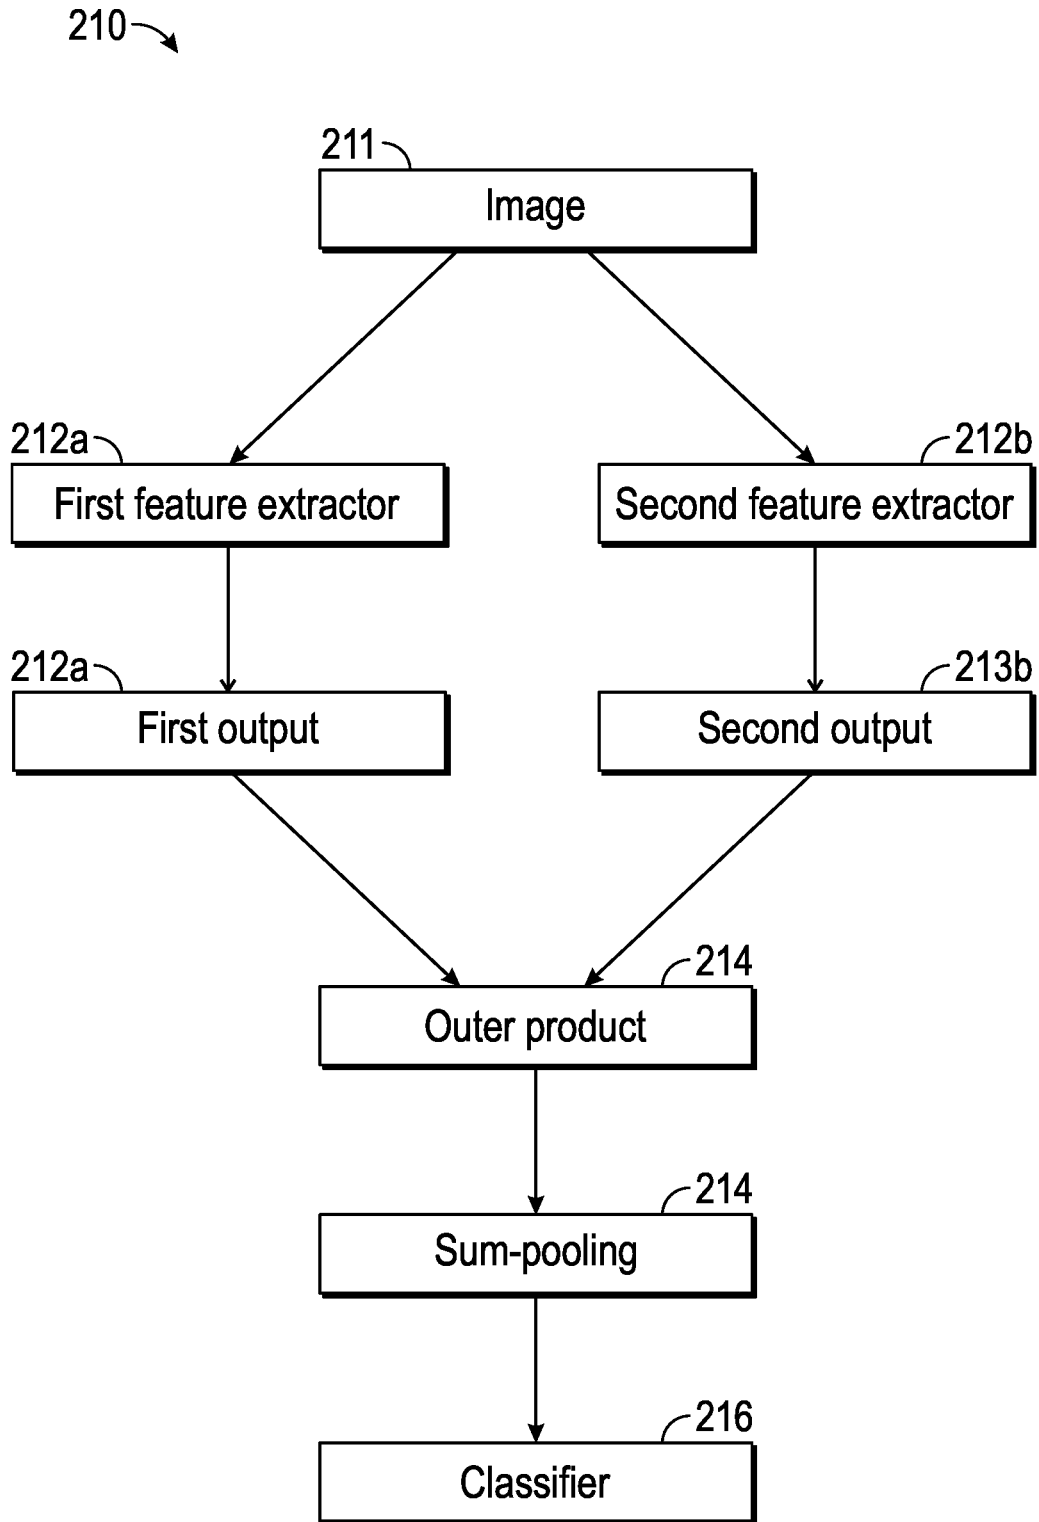 210
211
Image
212a
212b
First feature extractor
Second feature extractor
212a
213b
First output
Second output
214
Outer product
214
Sum-pooling
216
Classifier